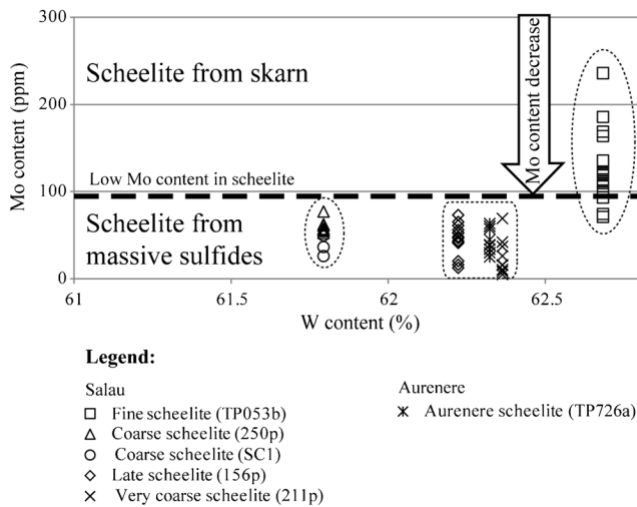 300
200
100
0
Mo content (ppm)
Scheelite from skarn
Mo content decrease
Low Mo content in scheelite
Scheelite from
massive sulfides
61
61.5
62
62.5
W content (%)
Legend:
Salau
Fine scheelite (TP053b)
Coarse scheelite (250p)
Coarse scheelite (SC1)
Late scheelite (156p)
Very coarse scheelite (211p)
Aurenere
Aurenere scheelite (TP726a)